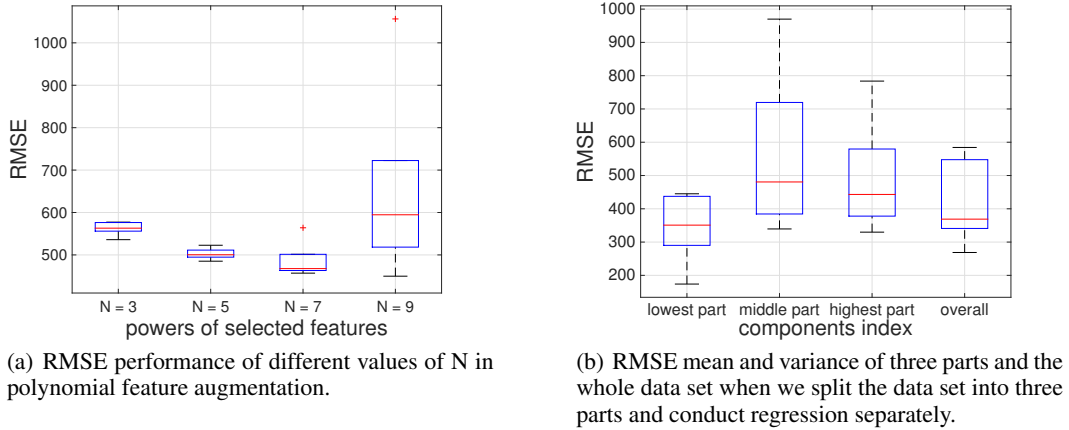 1000
900
800
700
600
500
RMSE
N = 3
N = 5
N = 7
N = 9
powers of selected features
(a) RMSE performance of different values of N in
polynomial feature augmentation.
1000
900
800
700
600
500
400
300
200
RMSE
lowest part
middle part
highest part
overall
components index
(b) RMSE mean and variance of three parts and the
whole data set when we split the data set into three
parts and conduct regression separately.